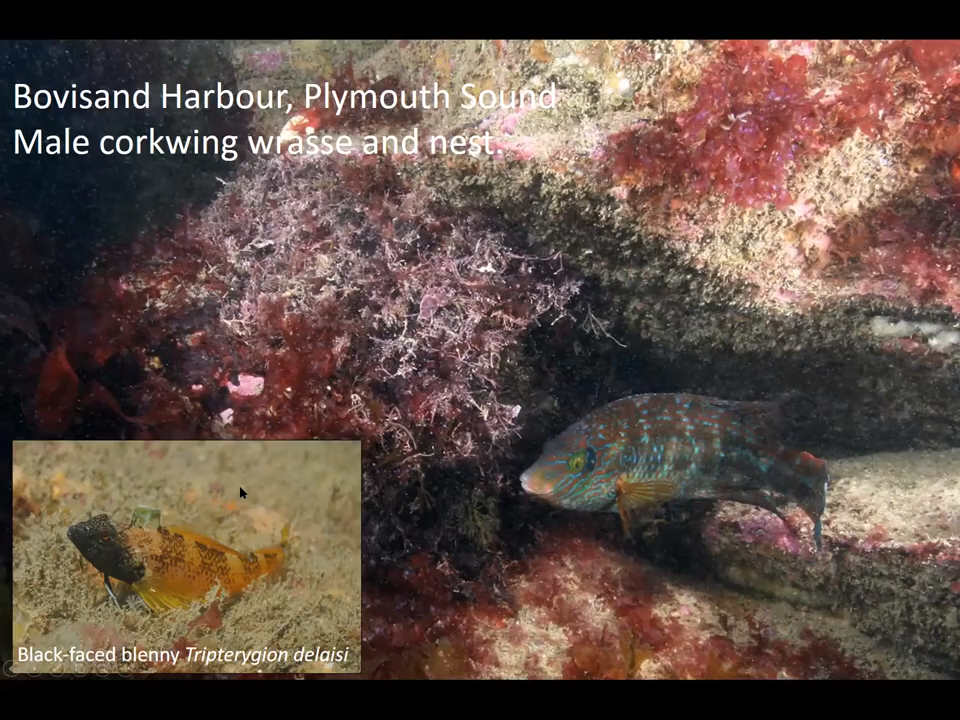 Bovisand Harbour, Plymouth Sound
Male corkwing wrasse and nest.
Black-faced blenny Tripterygion delaisi